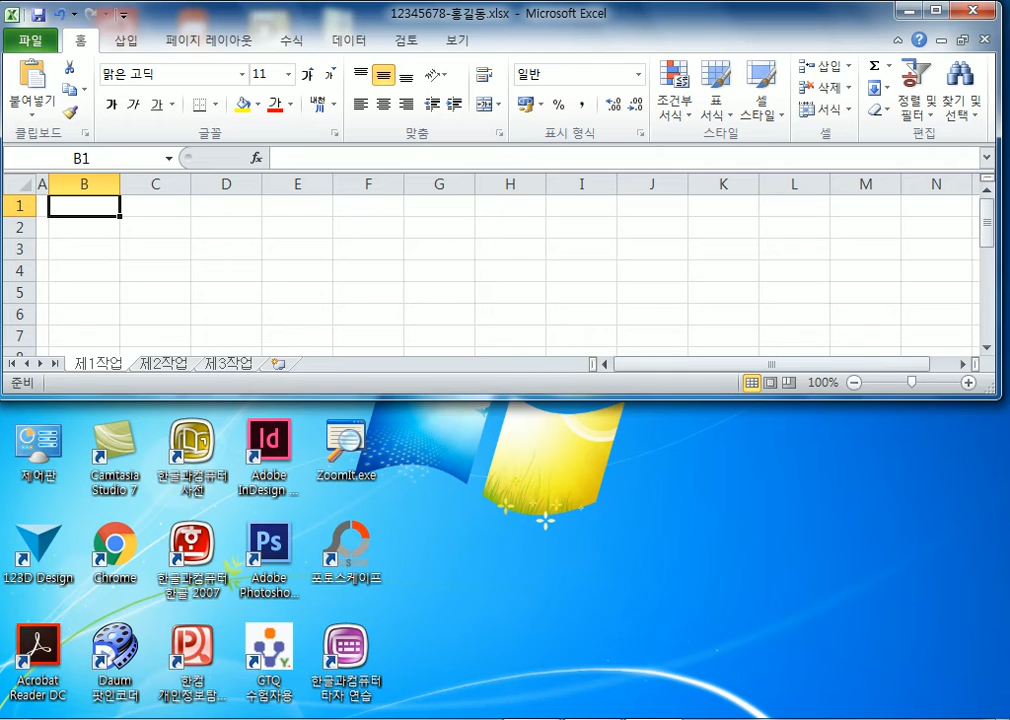 12345678-홍길동.xlsx - Microsoft Excel
파일 홈 삽입 페이지 레이아웃 수식 데이터 검토 보기
붙여넣기
클립보드
맑은 고딕 11
가 가 가 가 내천
글꼴
맞춤
일반
% ,
표시 형식
조건부 서식 표 서식 셀 스타일
스타일
삽입
삭제
서식
셀
Σ
정렬 및 필터 찾기 및 선택
편집
B1 fx
A B C D E F G H I J K L M N
1
2
3
4
5
6
7
제1작업 제2작업 제3작업
준비 100%
제어판
Camtasia Studio 7
한글과컴퓨터 사전
Id
Adobe InDesign ...
ZoomIt.exe
123D Design
Chrome
한글과컴퓨터 한글 2007
Ps
Adobe Photosho...
포토스케이프
Acrobat Reader DC
Daum 팟인코더
한컴 개인정보탐...
GTQ 수험자용
한글과컴퓨터 타자 연습